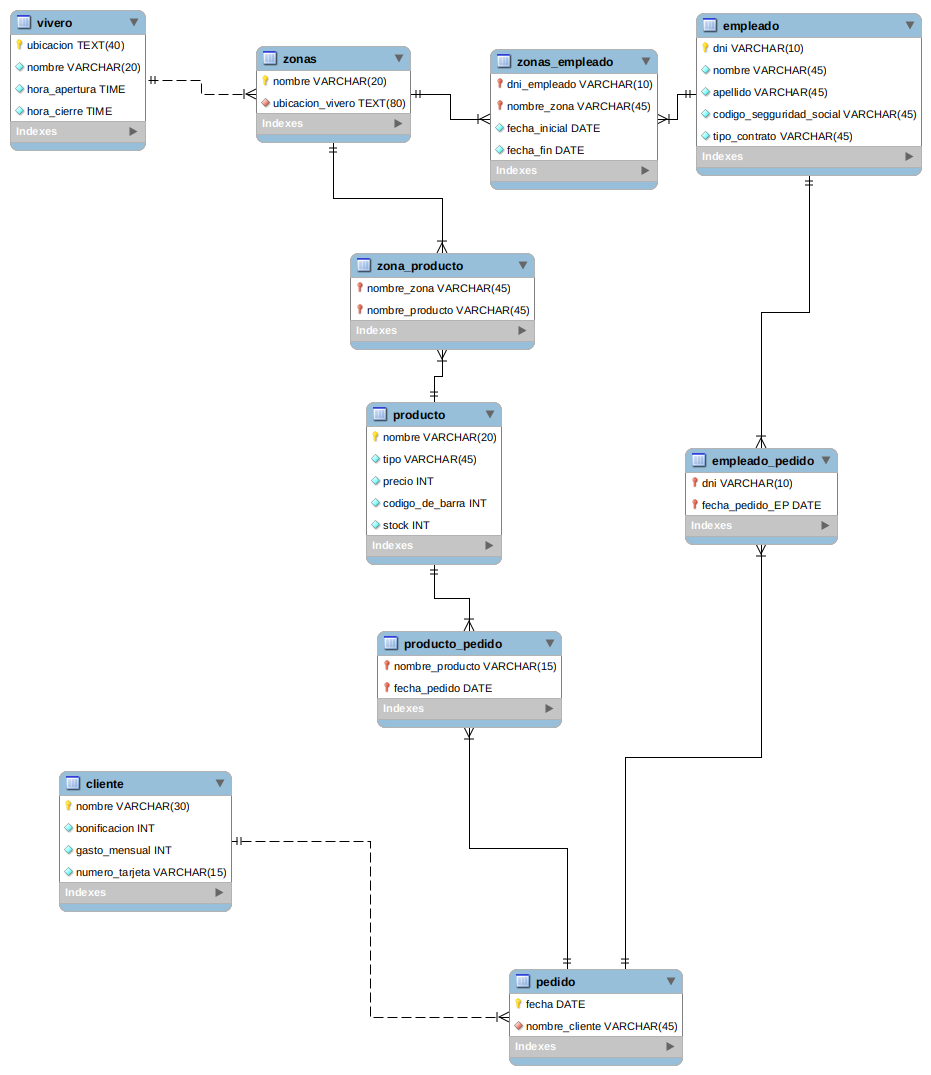 vivero
ubicacion TEXT(40)
nombre VARCHAR(20)
hora_apertura TIME
hora_cierre TIME
Indexes
zonas
nombre VARCHAR(20)
ubicacion_vivero TEXT(80)
Indexes
zonas_empleado
dni_empleado VARCHAR(10)
nombre_zona VARCHAR(45)
fecha_inicial DATE
fecha_fin DATE
Indexes
empleado
dni VARCHAR(10)
nombre VARCHAR(45)
apellido VARCHAR(45)
codigo_segguridad_social VARCHAR(45)
tipo_contrato VARCHAR(45)
Indexes
zona_producto
nombre_zona VARCHAR(45)
nombre_producto VARCHAR(45)
Indexes
producto
nombre VARCHAR(20)
tipo VARCHAR(45)
precio INT
codigo_de_barra INT
stock INT
Indexes
empleado_pedido
dni VARCHAR(10)
fecha_pedido_EP DATE
Indexes
producto_pedido
nombre_producto VARCHAR(15)
fecha_pedido DATE
Indexes
cliente
nombre VARCHAR(30)
bonificacion INT
gasto_mensual INT
numero_tarjeta VARCHAR(15)
Indexes
pedido
fecha DATE
nombre_cliente VARCHAR(45)
Indexes